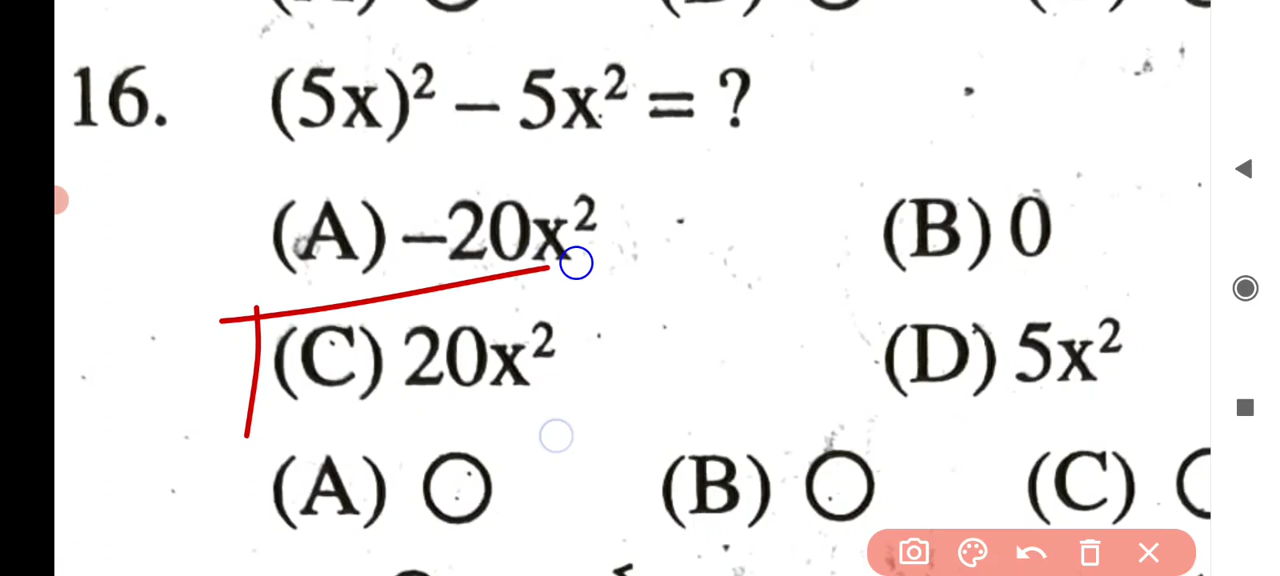 16. (5x)² – 5x² = ?
(A) –20x² (B) 0
(C) 20x² (D) 5x²
(A) (B) (C)